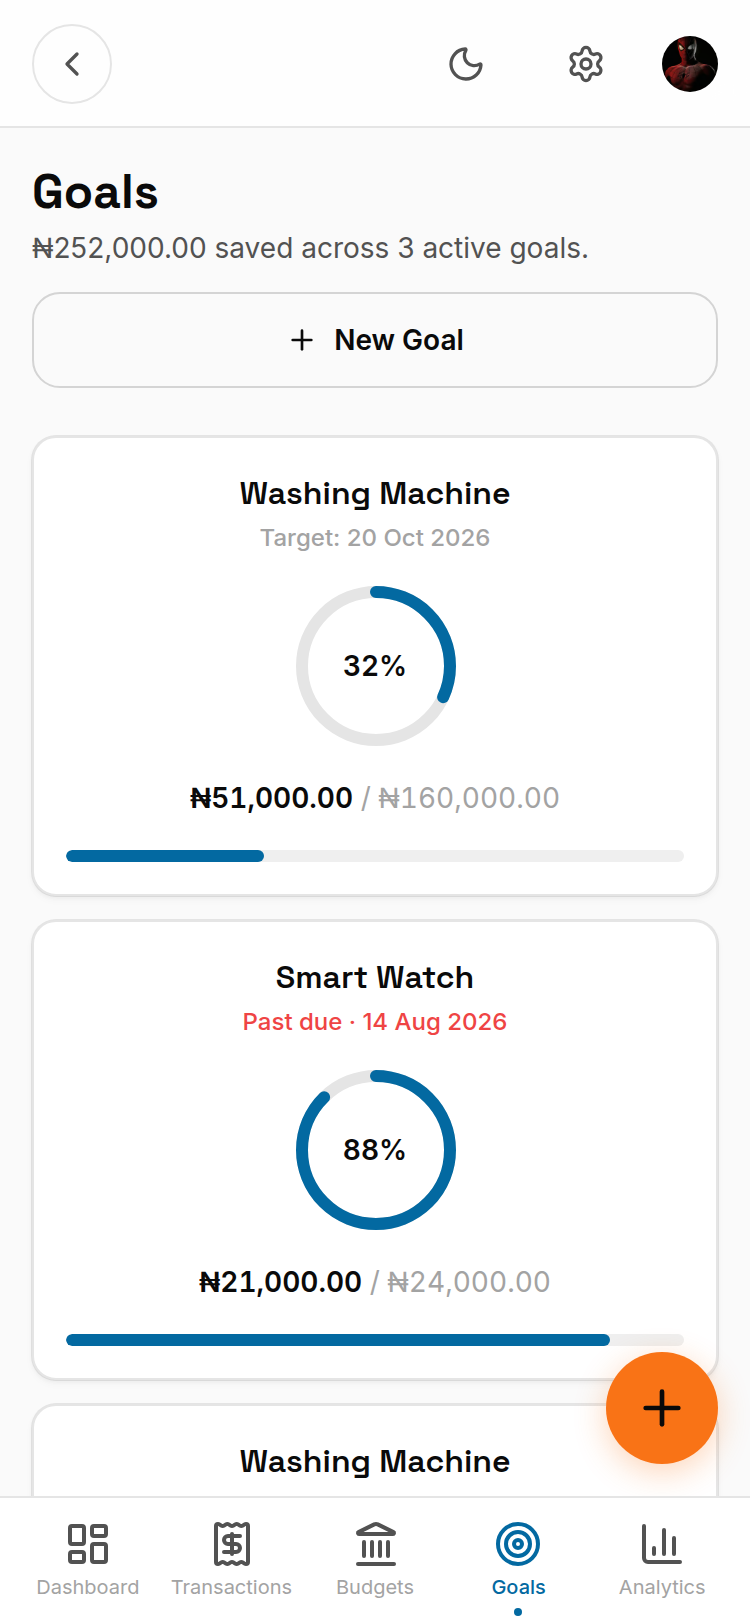 Goals
₦252,000.00 saved across 3 active goals.
New Goal
Washing Machine
Target: 20 Oct 2026
32%
₦51,000.00 / ₦160,000.00
Smart Watch
Past due · 14 Aug 2026
88%
₦21,000.00 / ₦24,000.00
Washing Machine
Dashboard Transactions Budgets Goals Analytics